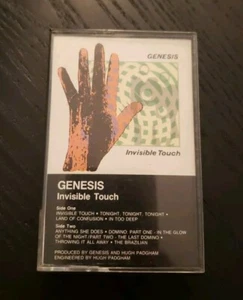 GENESIS
Invisible Touch
GENESIS
Invisible Touch
Side One
INVISIBLE TOUCH • TONIGHT, TONIGHT, TONIGHT •
LAND OF CONFUSION • IN TOO DEEP
Side Two
ANYTHING SHE DOES • DOMINO PART ONE - IN THE GLOW
OF THE NIGHT/PART TWO - THE LAST DOMINO •
THROWING IT ALL AWAY • THE BRAZILIAN
PRODUCED BY GENESIS AND HUGH PADGHAM
ENGINEERED BY HUGH PADGHAM